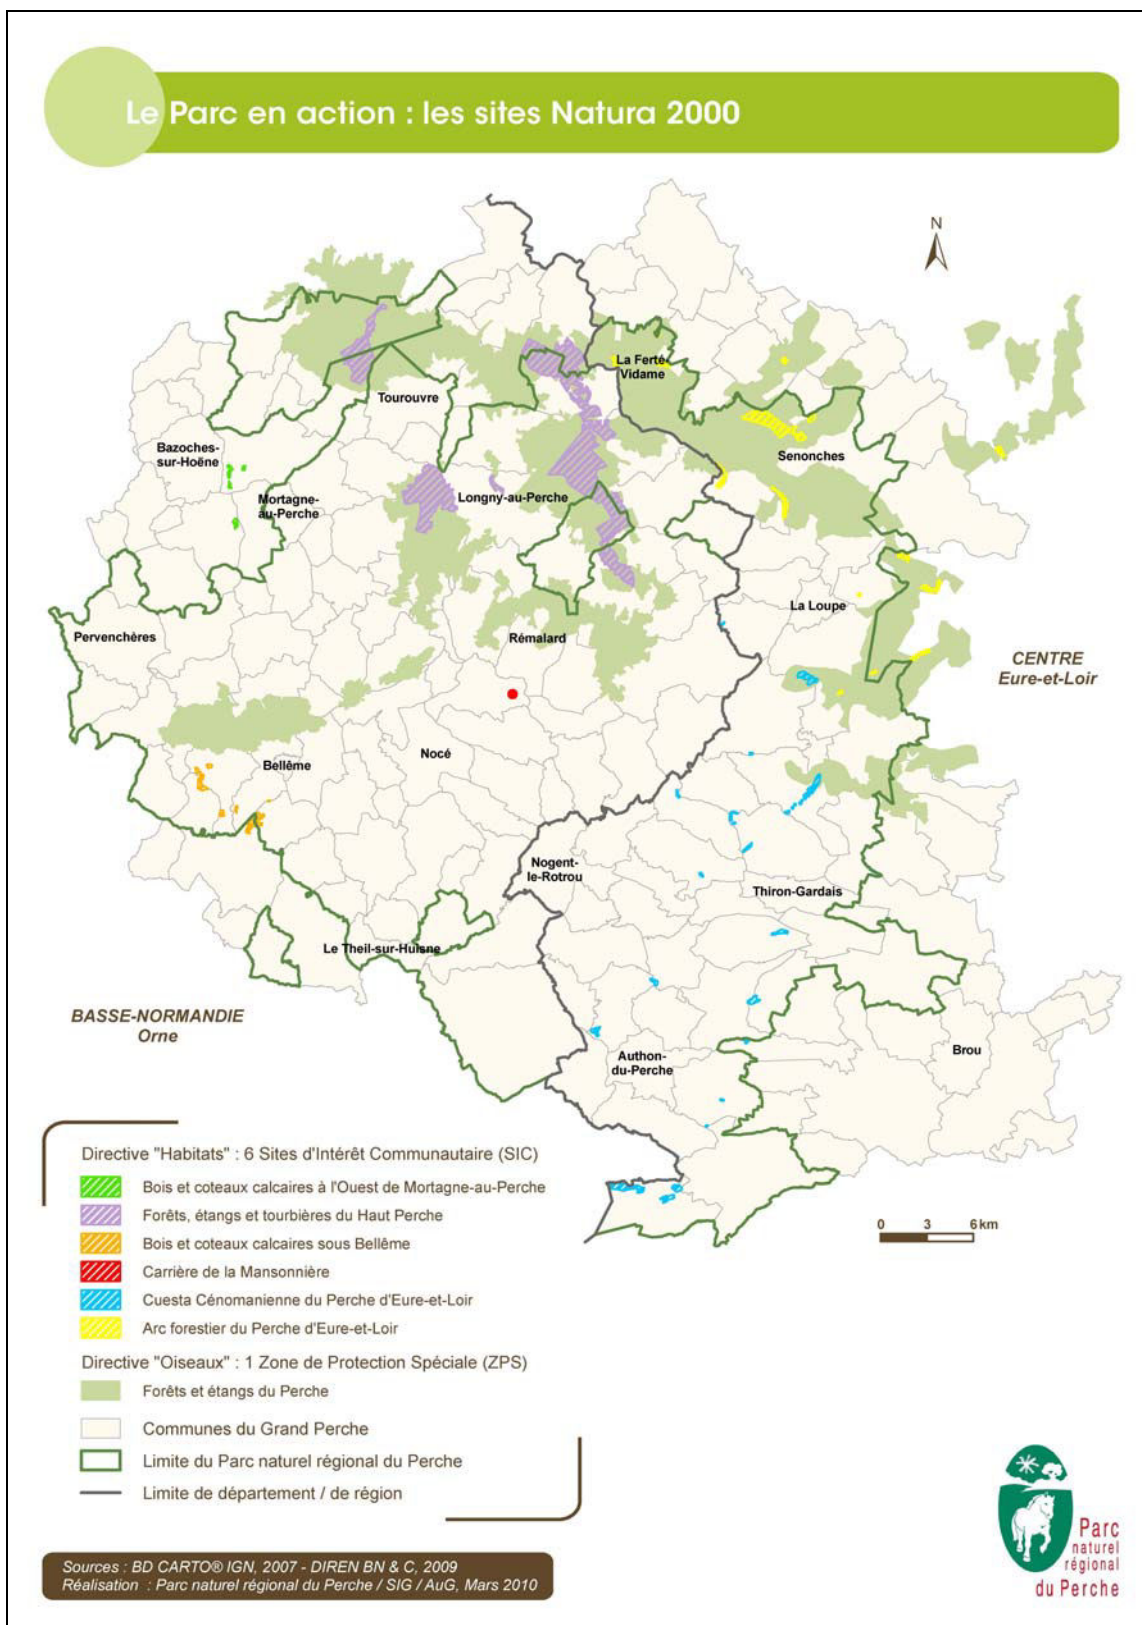 Le Parc en action : les sites Natura 2000
N
La Ferté-
Vidame
Tourouvre
Bazoches-
sur-Hoëne
Senonches
Mortagne-
au-Perche
Longny-au-Perche
La Loupe
Pervenchères
Rémalard
CENTRE
Eure-et-Loir
Nocé
Bellême
Nogent-
le-Rotrou
Thiron-Gardais
Le Theil-sur-Huisne
BASSE-NORMANDIE
Orne
Brou
Authon-
du-Perche
Directive "Habitats" : 6 Sites d'Intérêt Communautaire (SIC)
Bois et coteaux calcaires à l'Ouest de Mortagne-au-Perche
Forêts, étangs et tourbières du Haut Perche
Bois et coteaux calcaires sous Bellême
Carrière de la Mansonnière
Cuesta Cénomanienne du Perche d'Eure-et-Loir
Arc forestier du Perche d'Eure-et-Loir
Directive "Oiseaux" : 1 Zone de Protection Spéciale (ZPS)
Forêts et étangs du Perche
Communes du Grand Perche
Limite du Parc naturel régional du Perche
Limite de département / de région
0 3 6 km
Sources : BD CARTO® IGN, 2007 - DIREN BN & C, 2009
Réalisation : Parc naturel régional du Perche / SIG / AuG, Mars 2010
Parc
naturel
régional
du Perche